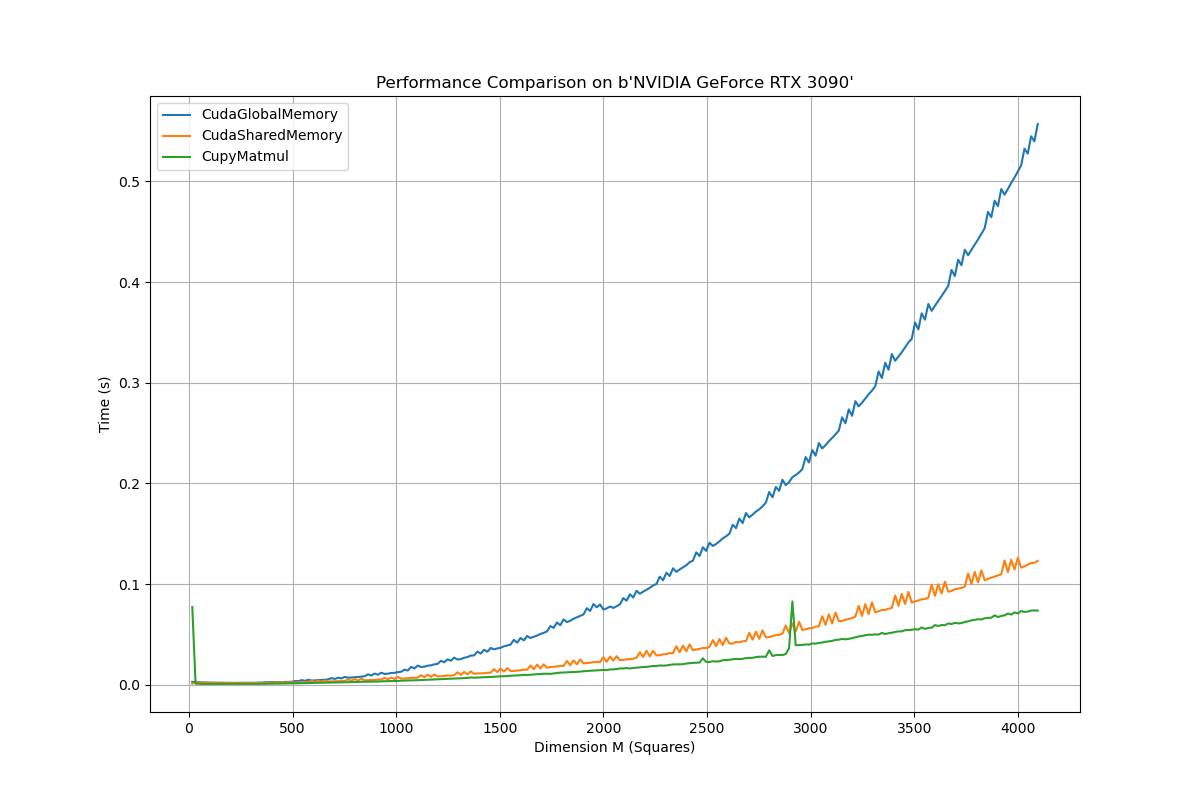 Performance Comparison on b'NVIDIA GeForce RTX 3090'
CudaGlobalMemory
CudaSharedMemory
CupyMatmul
0.5
0.4
0.3
0.2
0.1
0.0
Time (s)
0 500 1000 1500 2000 2500 3000 3500 4000
Dimension M (Squares)